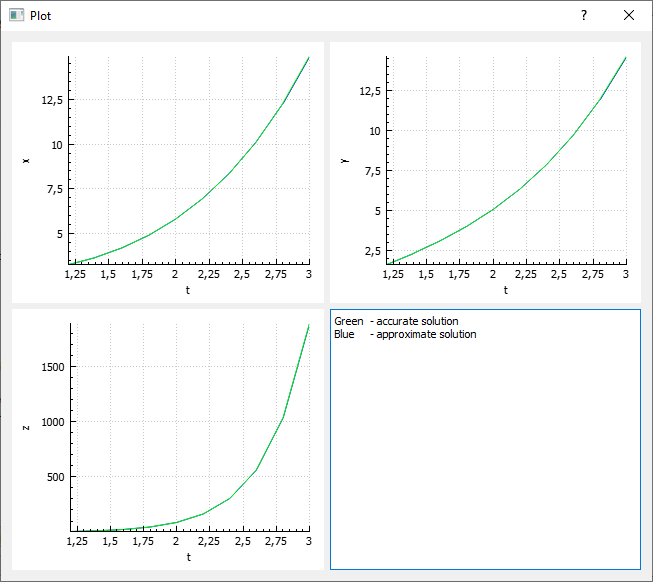 Plot
?
x
12,5
10
7,5
5
1,25 1,5 1,75 2 2,25 2,5 2,75 3
t
y
12,5
10
7,5
5
2,5
1,25 1,5 1,75 2 2,25 2,5 2,75 3
t
z
1500
1000
500
1,25 1,5 1,75 2 2,25 2,5 2,75 3
t
Green - accurate solution
Blue - approximate solution